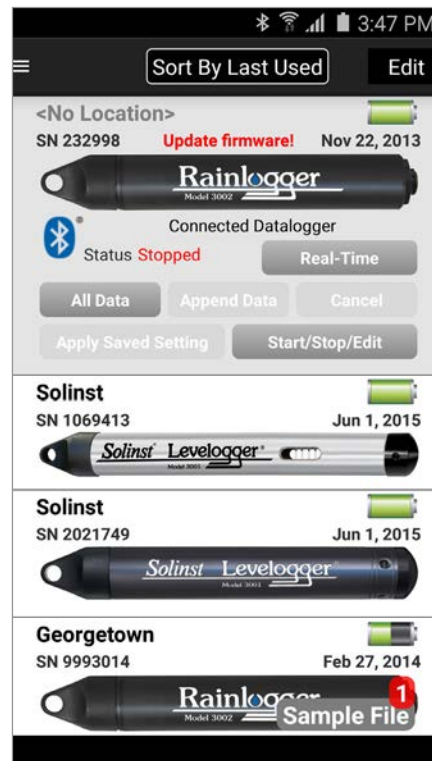 3:47 PM
Sort By Last Used Edit
<No Location>
SN 232998 Update firmware! Nov 22, 2013
Rainlogger
Model 3002
Connected Datalogger
Status Stopped Real-Time
All Data Append Data Cancel
Apply Saved Setting Start/Stop/Edit
Solinst
SN 1069413 Jun 1, 2015
Solinst Levelogger
Model 3001
Solinst
SN 2021749 Jun 1, 2015
Solinst Levelogger
Model 3001
Georgetown
SN 9993014 Feb 27, 2014
Rainlogger
Model 3002
1
Sample File